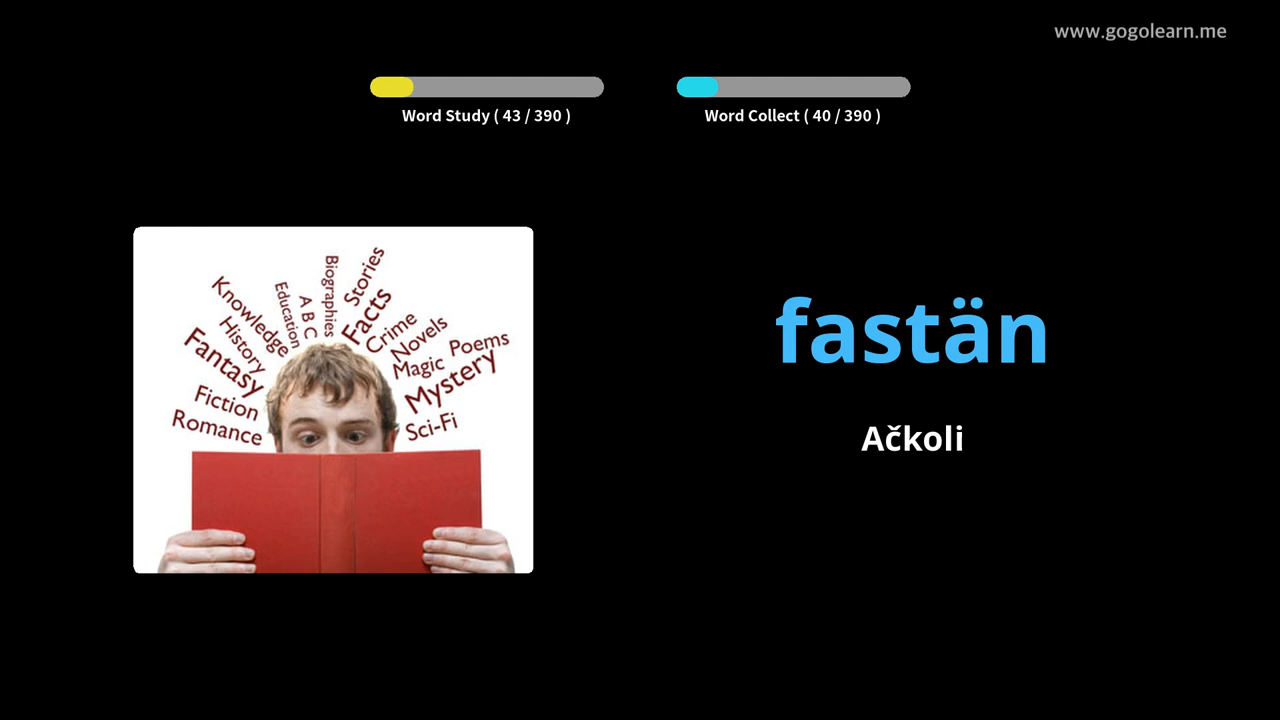 www.gogolearn.me
Word Study ( 43 / 390 )
Word Collect ( 40 / 390 )
Biographies
Stories
Education
A B C
Facts
Knowledge
Crime
History
Novels
Fantasy
Magic
Poems
Mystery
Fiction
Romance
Sci-Fi
fastän
Ačkoli